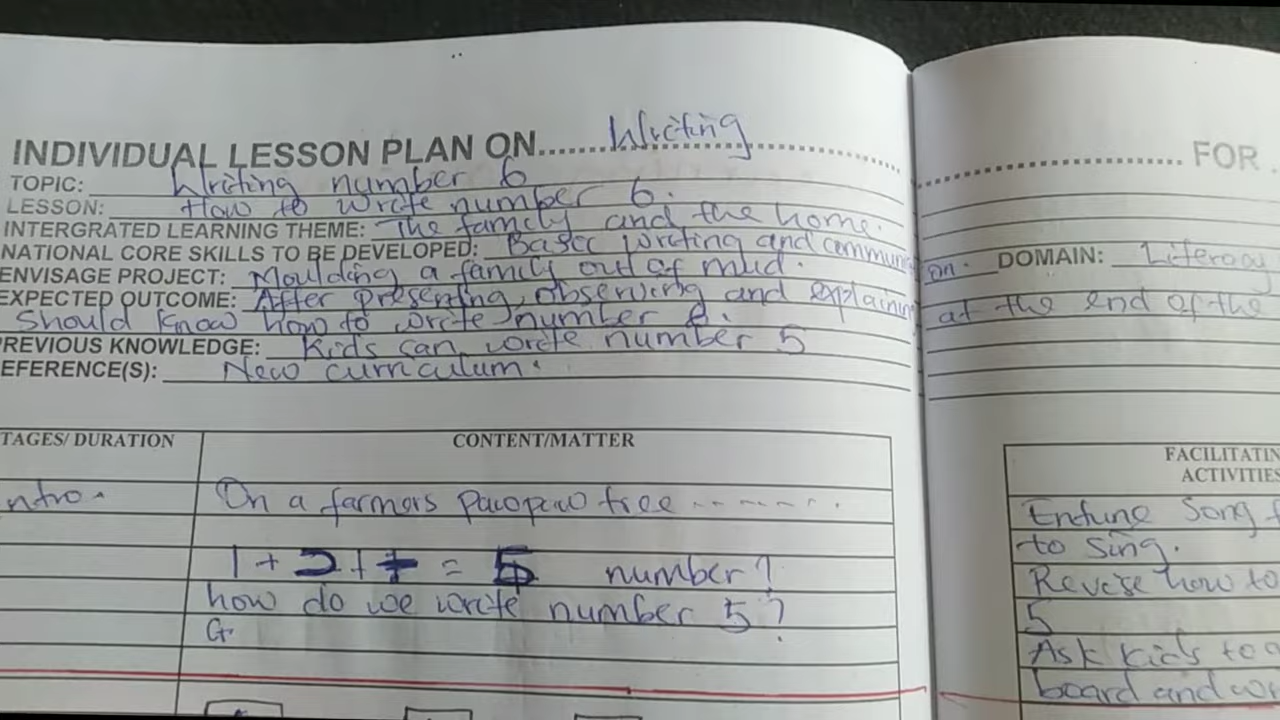 INDIVIDUAL LESSON PLAN ON Writing FOR
TOPIC: Writing number 6
LESSON: How to write number 6.
INTERGRATED LEARNING THEME: The family and the home.
NATIONAL CORE SKILLS TO BE DEVELOPED: Basic writing and communi on. DOMAIN: Literacy
ENVISAGE PROJECT: Moulding a family out of mud.
EXPECTED OUTCOME: After presenting, observing and explaining at the end of the
should know how to write number 6.
REVIOUS KNOWLEDGE: Kids can write number 5
EFERENCE(S): New curriculum.
TAGES/ DURATION CONTENT/MATTER
ntro. On a farmers pawpaw tree
= 5 number?
how do we write number 5?
FACILITATIN
ACTIVITIES
Entune song
to sing.
Revise how to
5
Ask kids to
board and